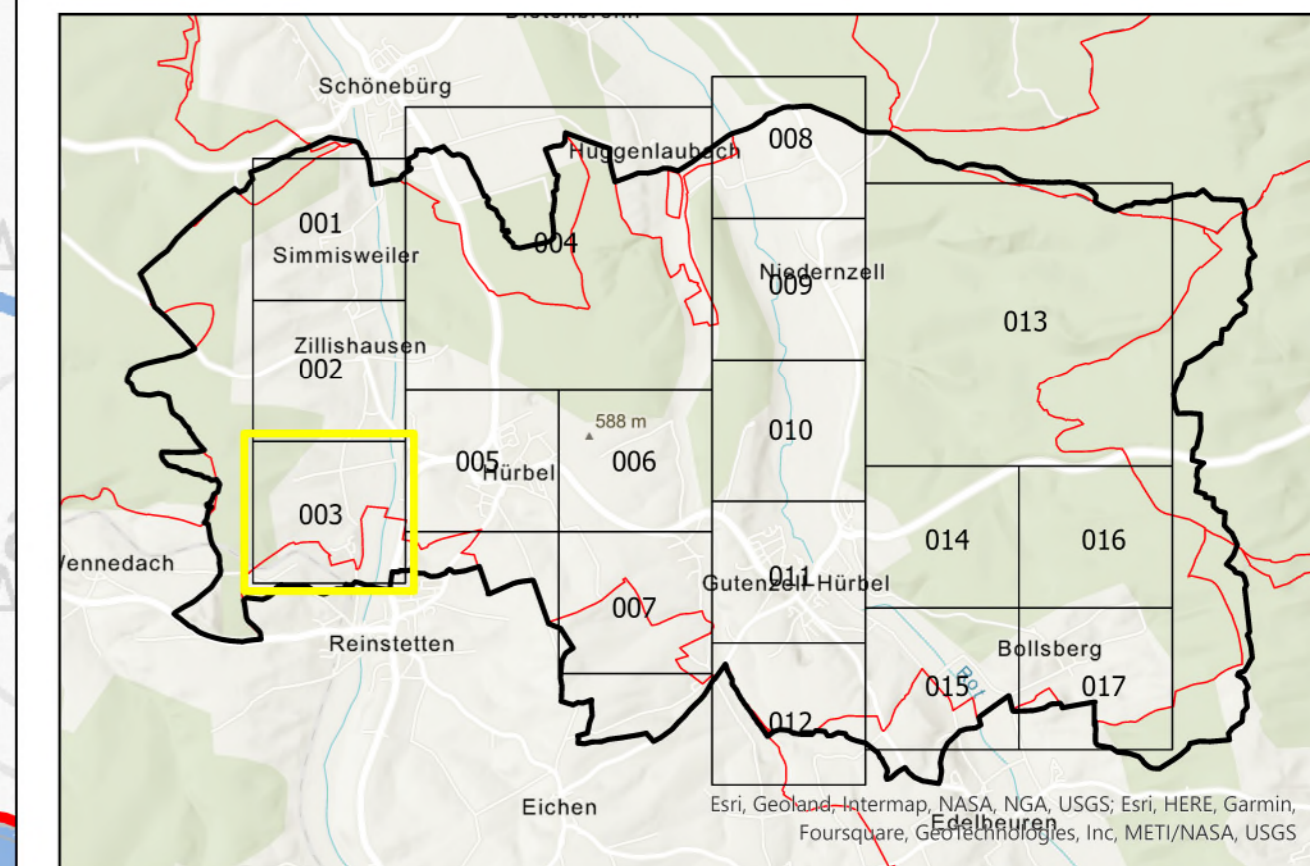 Schönebürg
Huggenlaubach
008
001
Simmisweiler
004
Niedernzell
009
013
Zillishausen
002
588 m
010
005
Hürbel
006
003
014
016
Wennedach
Gutenzell-Hürbel
011
007
Reinstetten
Bollsberg
Rot
015
017
012
Eichen
Esri, Geoland, Intermap, NASA, NGA, USGS; Esri, HERE, Garmin,
Edelbeuren
Foursquare, GeoTechnologies, Inc, METI/NASA, USGS